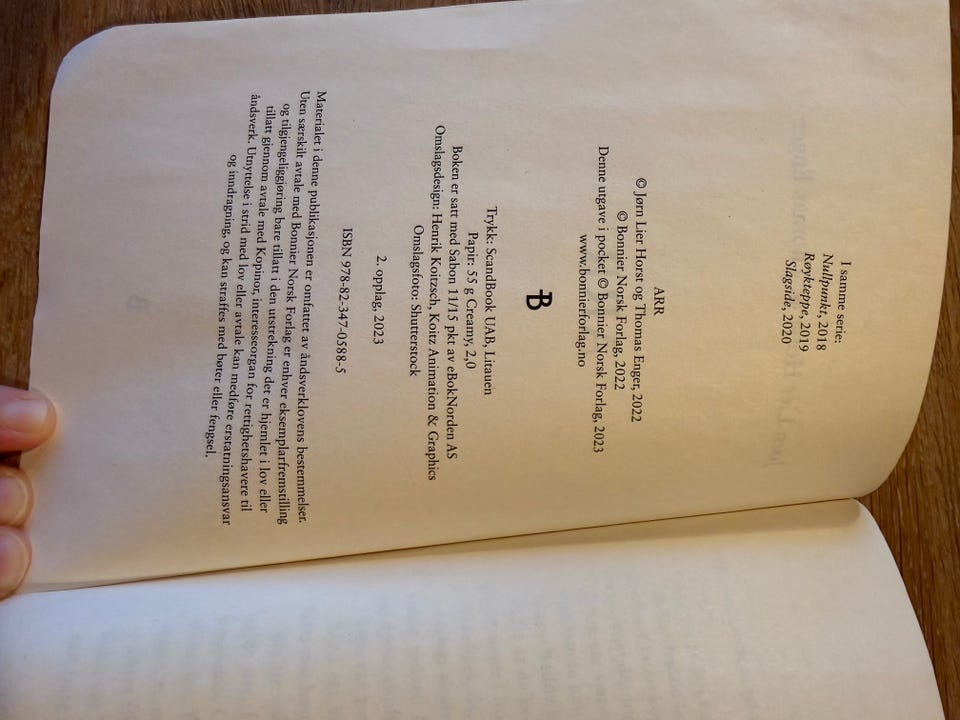 I samme serie:
Nullpunkt, 2018
Røykteppe, 2019
Slagside, 2020
ARR
© Jørn Lier Horst og Thomas Enger, 2022
© Bonnier Norsk Forlag, 2022
Denne utgave i pocket © Bonnier Norsk Forlag, 2023
www.bonnierforlag.no
B
Trykk: ScandBook UAB, Litauen
Papir: 55 g Creamy, 2,0
Boken er satt med Sabon 11/15 pkt av eBokNorden AS
Omslagsdesign: Henrik Koitzsch, Koitz Animation & Graphics
Omslagsfoto: Shutterstock
2. opplag, 2023
ISBN 978-82-347-0588-5
Materialet i denne publikasjonen er omfattet av åndsverklovens bestemmelser.
Uten særskilt avtale med Bonnier Norsk Forlag er enhver eksemplarfremstilling
og tilgjengeliggjøring bare tillatt i den utstrekning det er hjemlet i lov eller
tillatt gjennom avtale med Kopinor, interesseorgan for rettighetshavere til
åndsverk. Utnyttelse i strid med lov eller avtale kan medføre erstatningsansvar
og inndragning, og kan straffes med bøter eller fengsel.